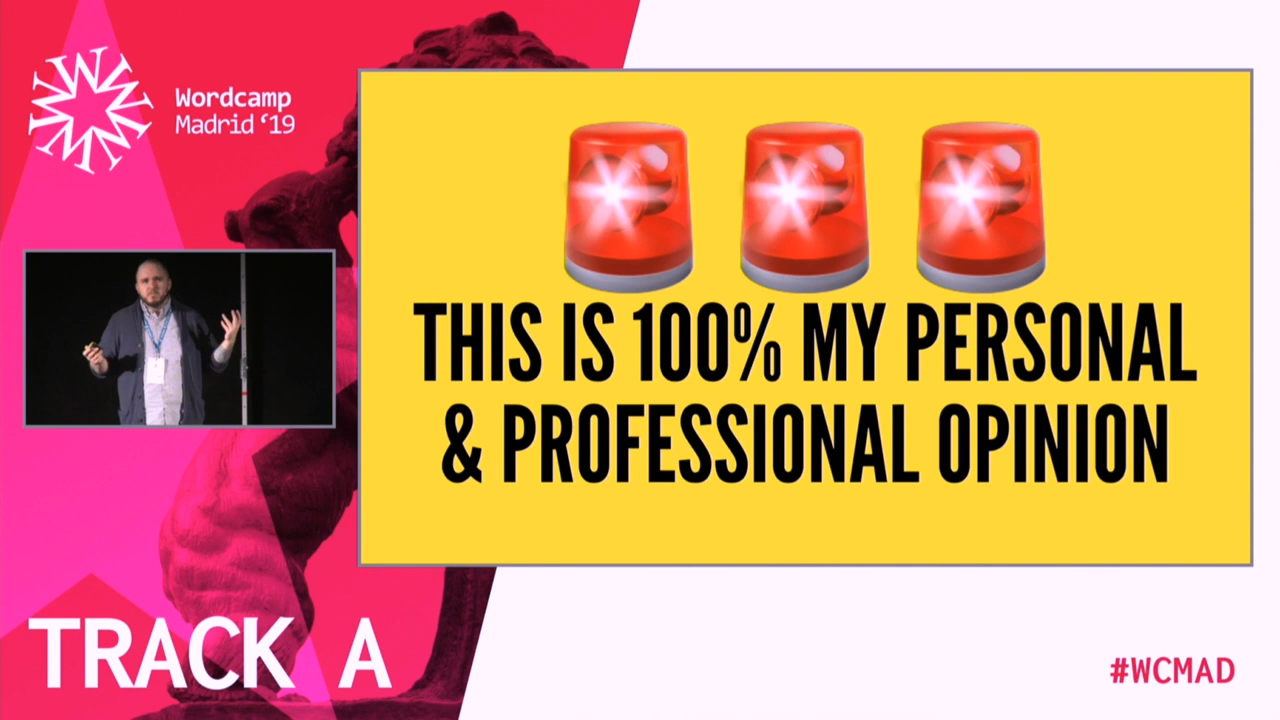 Wordcamp
Madrid ‘19
THIS IS 100% MY PERSONAL
& PROFESSIONAL OPINION
TRACK A
#WCMAD